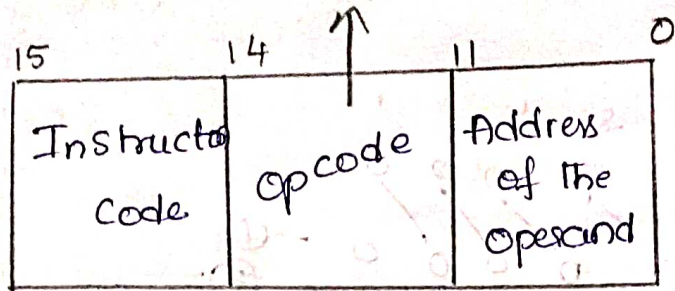 15 14 11 0
Instructo
Code
opcode
Address
of the
Operand